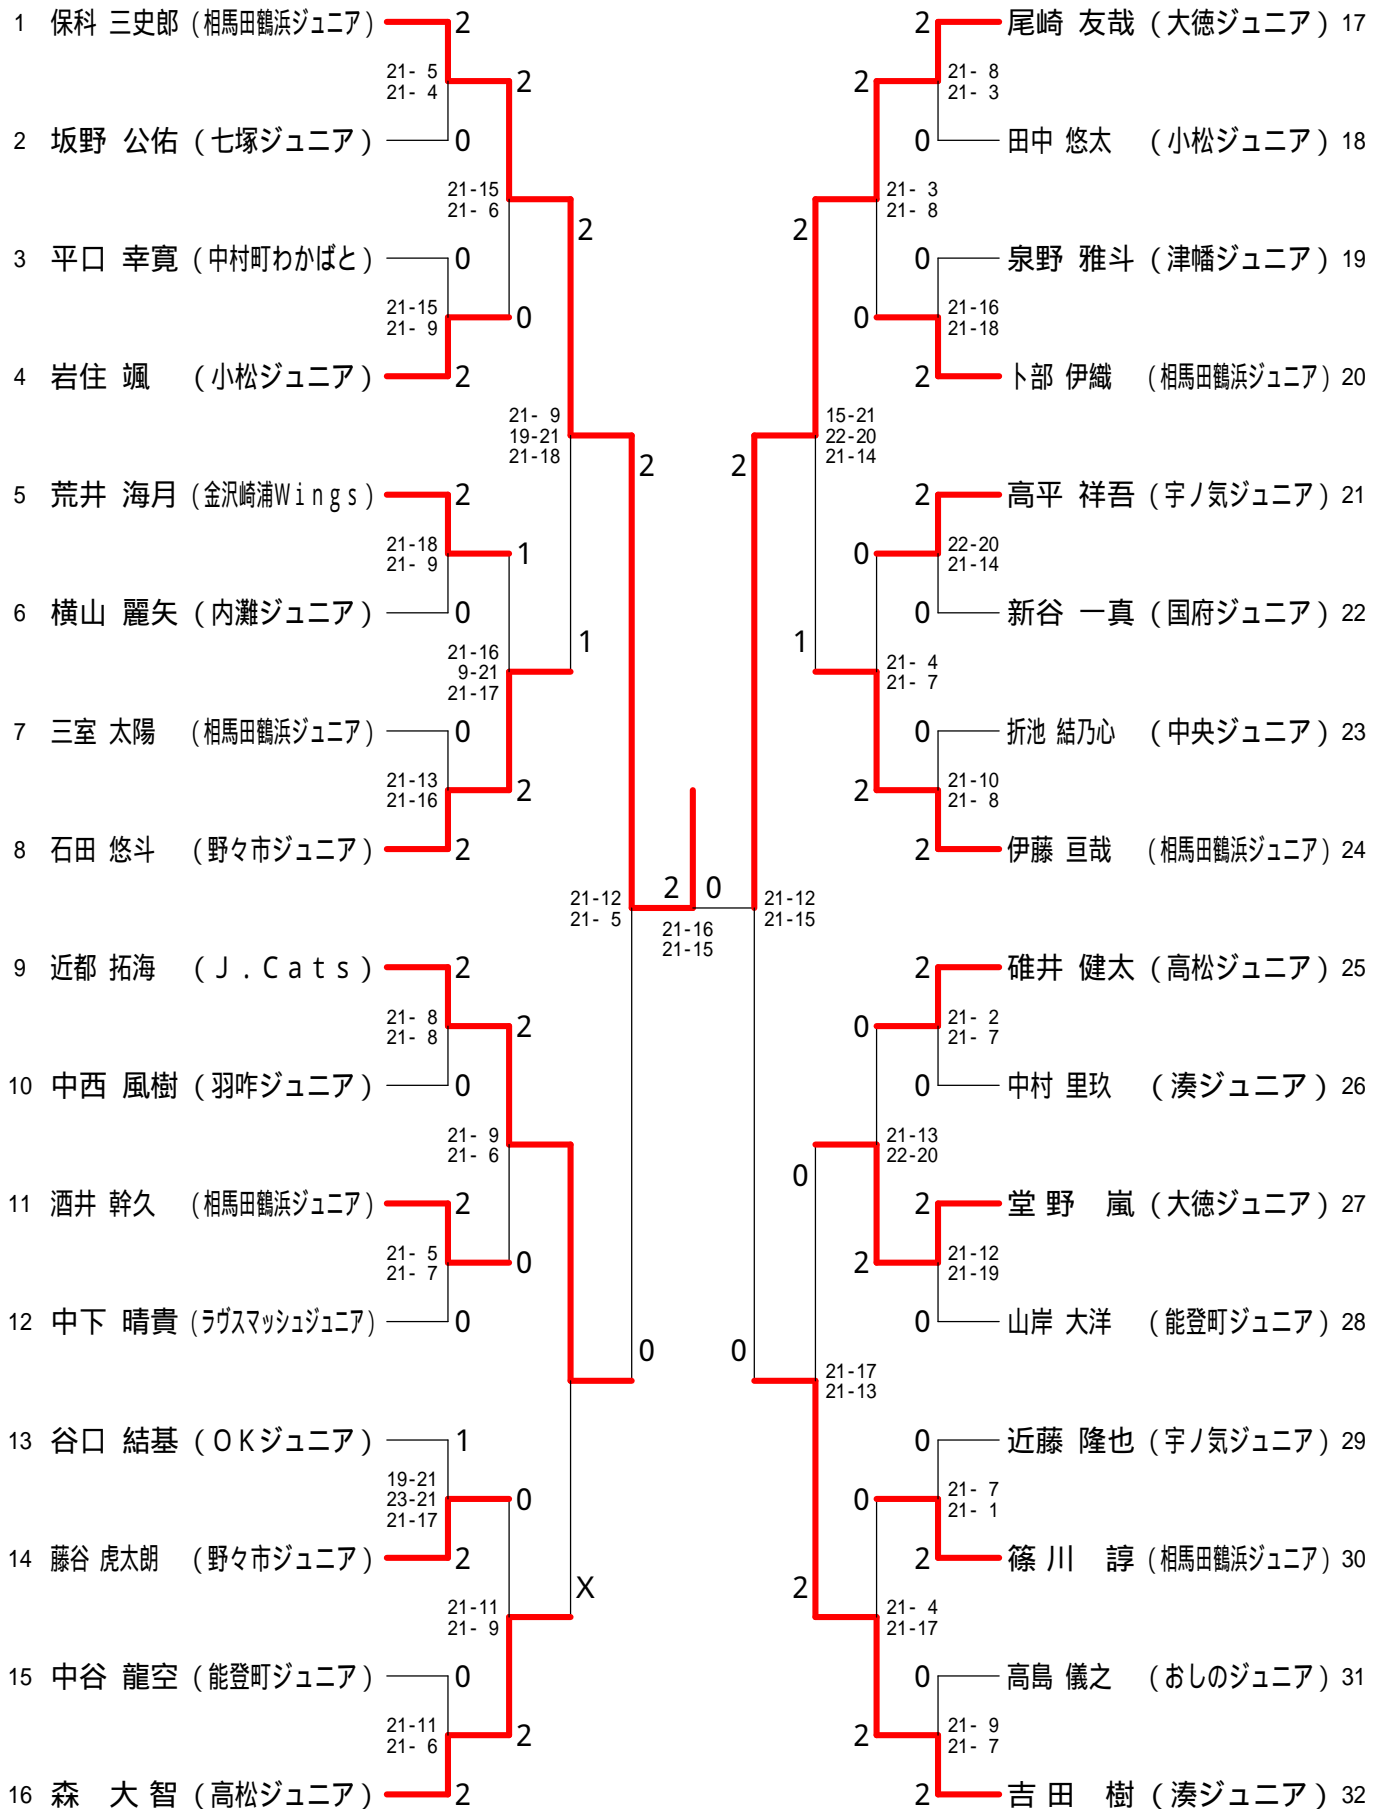 1 保科 三史郎 (相馬田鶴浜ジュニア) 2
21- 5
21- 4
2
2 坂野 公佑 (七塚ジュニア) 0
21-15
21- 6
2
3 平口 幸寛 (中村町わかばと) 0
21-15
21- 9
0
4 岩住 颯 (小松ジュニア) 2
21- 9
19-21
21-18
2
5 荒井 海月 (金沢崎浦Wings) 2
21-18
21- 9
1
6 横山 麗矢 (内灘ジュニア) 0
21-16
9-21
21-17
1
7 三室 太陽 (相馬田鶴浜ジュニア) 0
21-13
21-16
2
8 石田 悠斗 (野々市ジュニア) 2
21-12
21- 5
2 0
21-16
21-15
9 近都 拓海 (J.Cats) 2
21- 8
21- 8
2
10 中西 風樹 (羽咋ジュニア) 0
21- 9
21- 6
11 酒井 幹久 (相馬田鶴浜ジュニア) 2
21- 5
21- 7
0
12 中下 晴貴 (ラヴスマッシュジュニア) 0
0
13 谷口 結基 (OKジュニア) 1
19-21
23-21
21-17
0
14 藤谷 虎太朗 (野々市ジュニア) 2
21-11
21- 9
X
15 中谷 龍空 (能登町ジュニア) 0
21-11
21- 6
2
16 森 大智 (高松ジュニア) 2
2 尾崎 友哉 (大徳ジュニア) 17
2
21- 8
21- 3
0 田中 悠太 (小松ジュニア) 18
2
21- 3
21- 8
0 泉野 雅斗 (津幡ジュニア) 19
0
21-16
21-18
2 卜部 伊織 (相馬田鶴浜ジュニア) 20
2
15-21
22-20
21-14
2 高平 祥吾 (宇ノ気ジュニア) 21
0
22-20
21-14
0 新谷 一真 (国府ジュニア) 22
1
21- 4
21- 7
0 折池 結乃心 (中央ジュニア) 23
2
21-10
21- 8
2 伊藤 亘哉 (相馬田鶴浜ジュニア) 24
21-12
21-15
2 碓井 健太 (高松ジュニア) 25
0
21- 2
21- 7
0 中村 里玖 (湊ジュニア) 26
0
21-13
22-20
2 堂野 嵐 (大徳ジュニア) 27
2
21-12
21-19
0 山岸 大洋 (能登町ジュニア) 28
0
21-17
21-13
0 近藤 隆也 (宇ノ気ジュニア) 29
0
21- 7
21- 1
2 篠川 諄 (相馬田鶴浜ジュニア) 30
2
21- 4
21-17
0 高島 儀之 (おしのジュニア) 31
2
21- 9
21- 7
2 吉田 樹 (湊ジュニア) 32